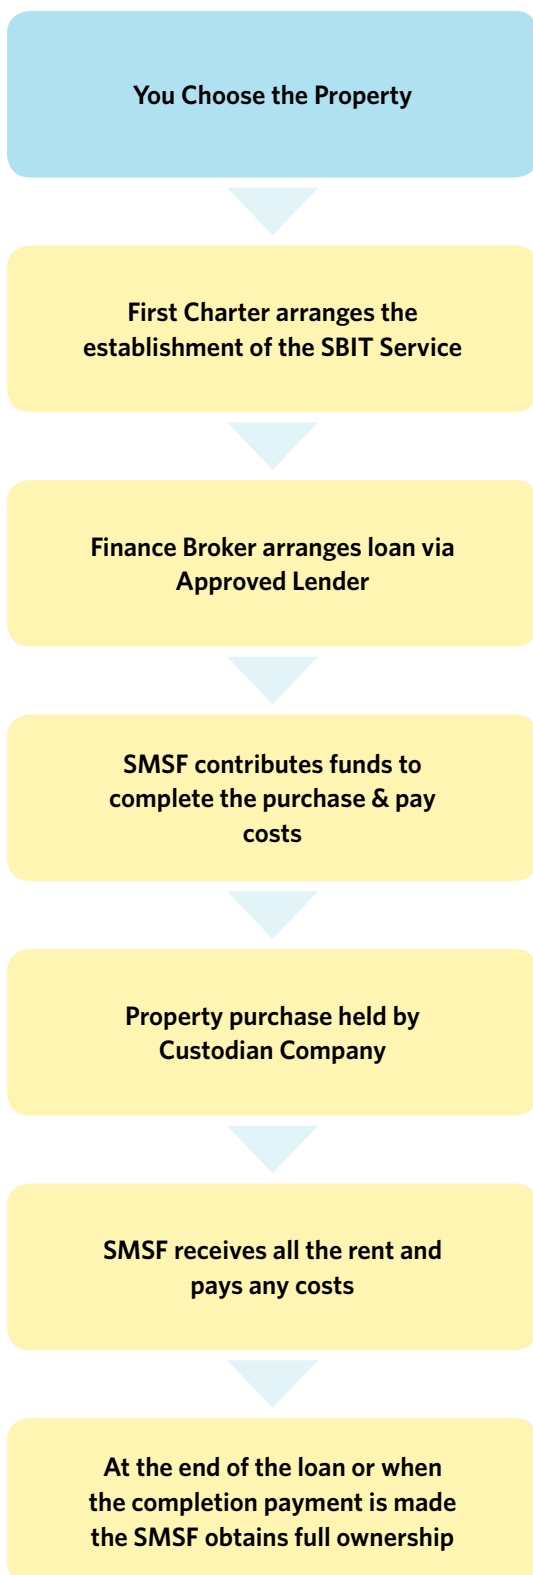 You Choose the Property
First Charter arranges the
establishment of the SBIT Service
Finance Broker arranges loan via
Approved Lender
SMSF contributes funds to
complete the purchase & pay
costs
Property purchase held by
Custodian Company
SMSF receives all the rent and
pays any costs
At the end of the loan or when
the completion payment is made
the SMSF obtains full ownership